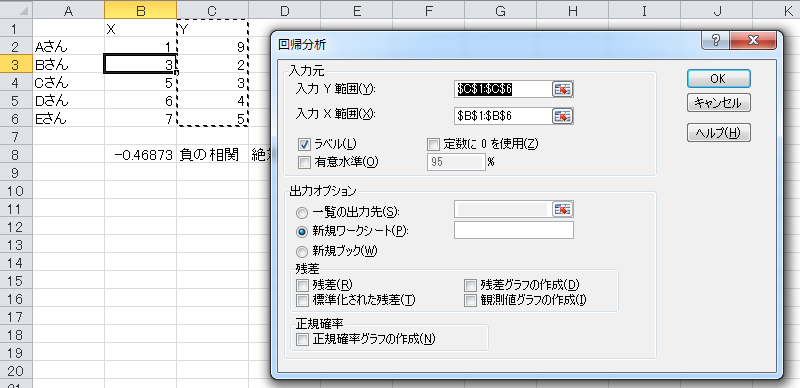 A B C D E F G H I J K
1 X Y
2 Aさん 1 9
3 Bさん 3 2
4 Cさん 5 3
5 Dさん 6 4
6 Eさん 7 5
7
8 -0.46873 負の相関 絶対
9
10
11
12
13
14
15
16
17
18
19
20
回帰分析
?
入力元
入力 Y 範囲(Y): $C$1:$C$6
入力 X 範囲(X): $B$1:$B$6
ラベル(L) 定数に 0 を使用(Z)
有意水準(O) 95 %
OK
キャンセル
ヘルプ(H)
出力オプション
一覧の出力先(S):
新規ワークシート(P):
新規ブック(W)
残差
残差(R) 残差グラフの作成(D)
標準化された残差(T) 観測値グラフの作成(I)
正規確率
正規確率グラフの作成(N)